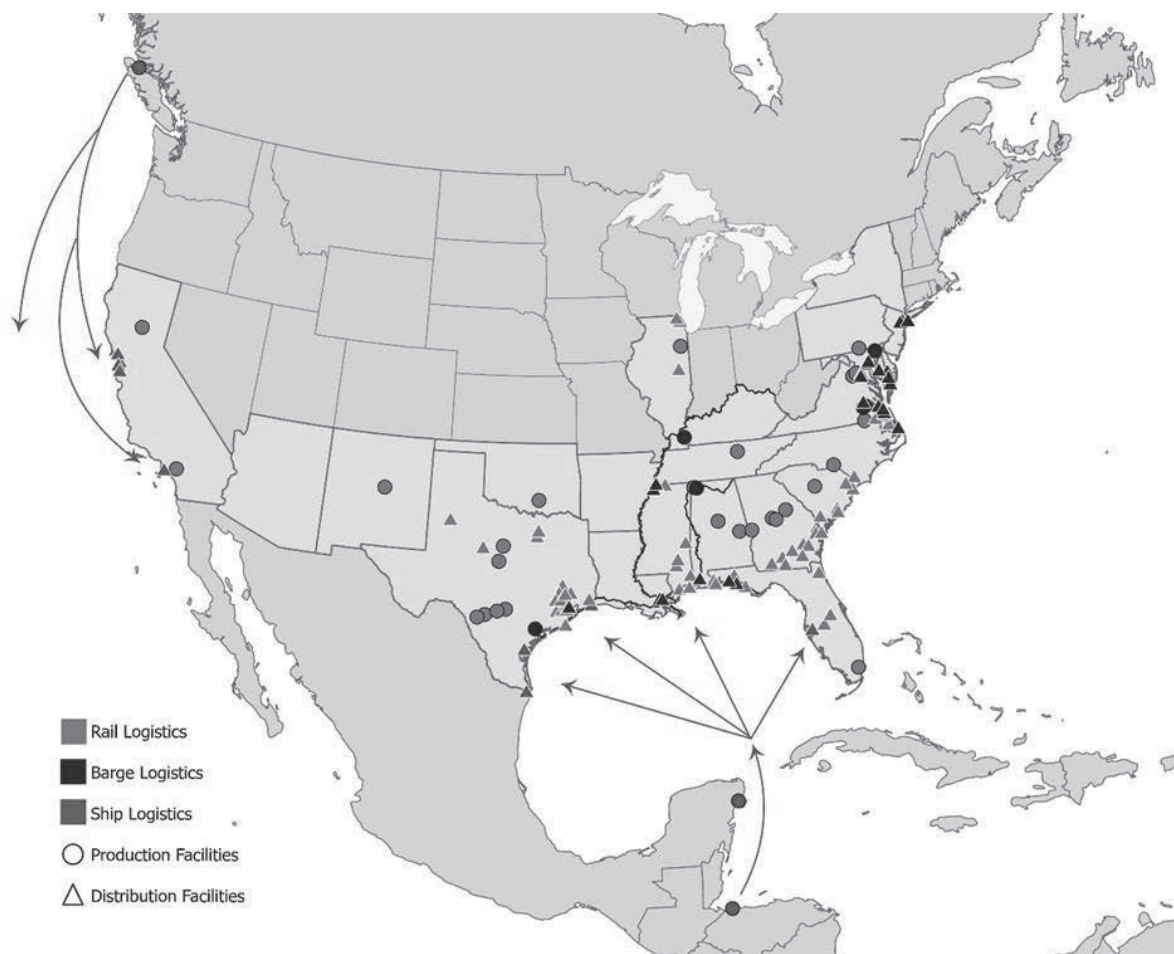 Rail Logistics
Barge Logistics
Ship Logistics
Production Facilities
Distribution Facilities